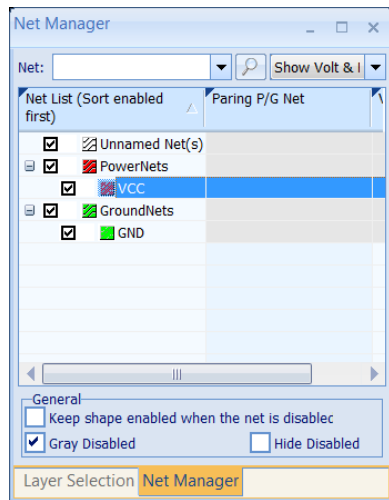 Net Manager
Net:
Show Volt & I
Net List (Sort enabled first)
Paring P/G Net
Unnamed Net(s)
PowerNets
VCC
GroundNets
GND
General
Keep shape enabled when the net is disablec
Gray Disabled
Hide Disabled
Layer Selection Net Manager